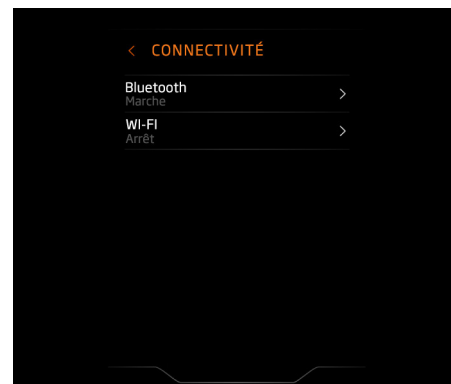 CONNECTIVITÉ
Bluetooth
Marche
WI-FI
Arrêt